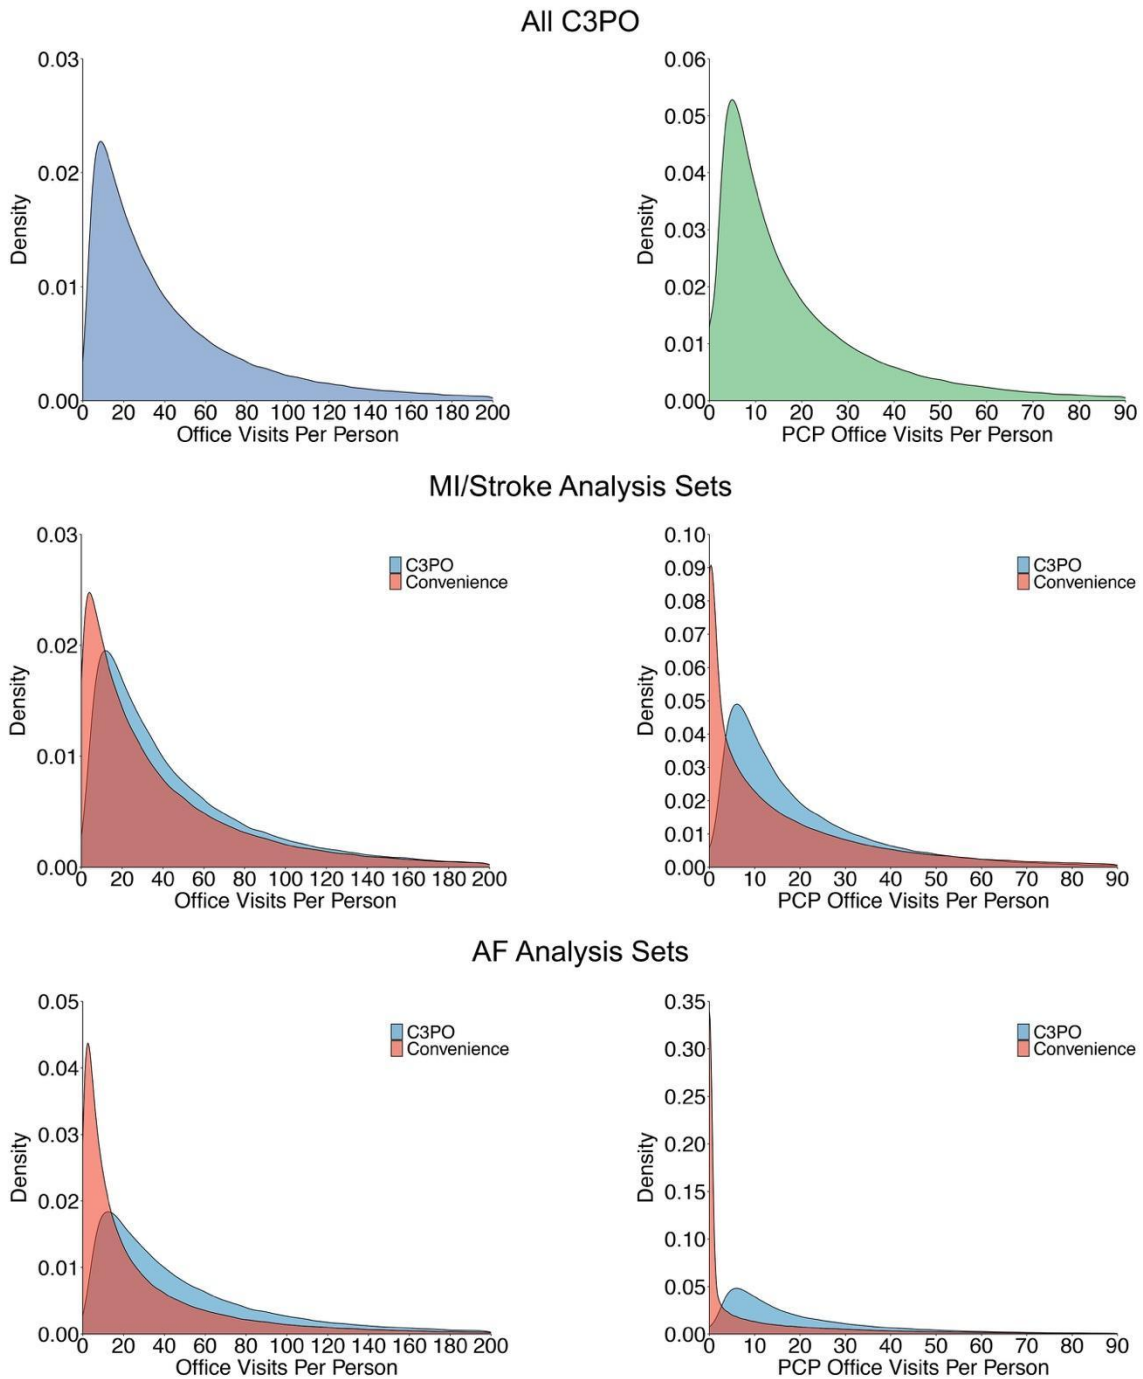 All C3PO
0.03
0.02
0.01
0.00
Density
0 20 40 60 80 100 120 140 160 180 200
Office Visits Per Person
0.06
0.05
0.04
0.03
0.02
0.01
0.00
Density
0 10 20 30 40 50 60 70 80 90
PCP Office Visits Per Person
MI/Stroke Analysis Sets
0.03
0.02
0.01
0.00
Density
C3PO
Convenience
0 20 40 60 80 100 120 140 160 180 200
Office Visits Per Person
0.10
0.09
0.08
0.07
0.06
0.05
0.04
0.03
0.02
0.01
0.00
Density
C3PO
Convenience
0 10 20 30 40 50 60 70 80 90
PCP Office Visits Per Person
AF Analysis Sets
0.05
0.04
0.03
0.02
0.01
0.00
Density
C3PO
Convenience
0 20 40 60 80 100 120 140 160 180 200
Office Visits Per Person
0.35
0.30
0.25
0.20
0.15
0.10
0.05
0.00
Density
C3PO
Convenience
0 10 20 30 40 50 60 70 80 90
PCP Office Visits Per Person